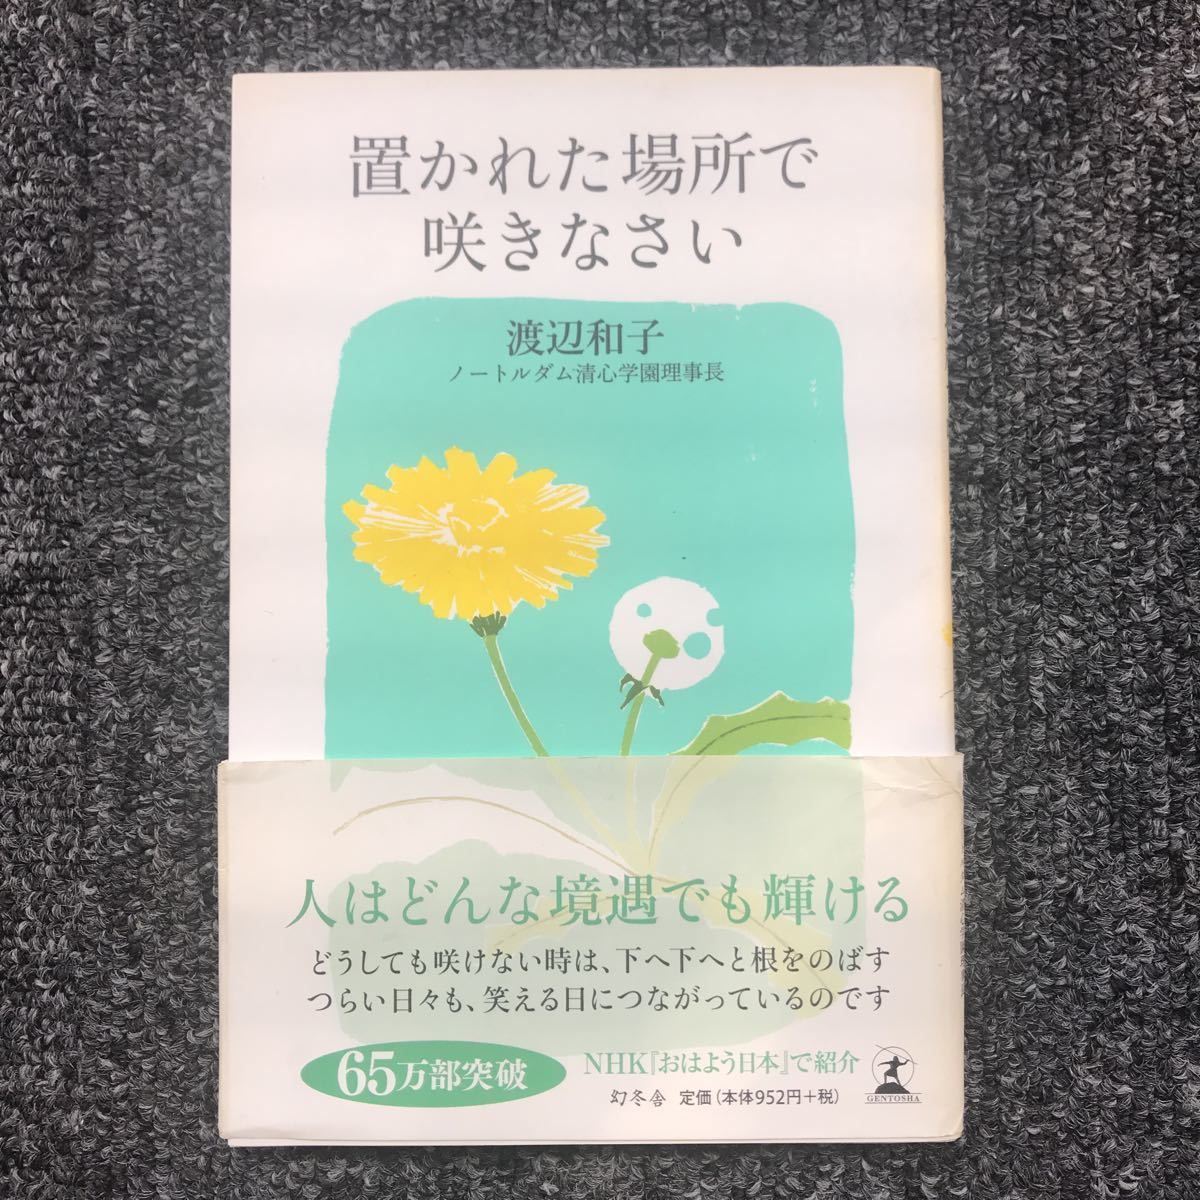 置かれた場所で
咲きなさい
渡辺和子
ノートルダム清心学園理事長
人はどんな境遇でも輝ける
どうしても咲けない時は、下へ下へと根をのばす
つらい日々も、笑える日につながっているのです
65万部突破
NHK『おはよう日本』で紹介
幻冬舎 定価(本体952円+税)
GENTOSHA